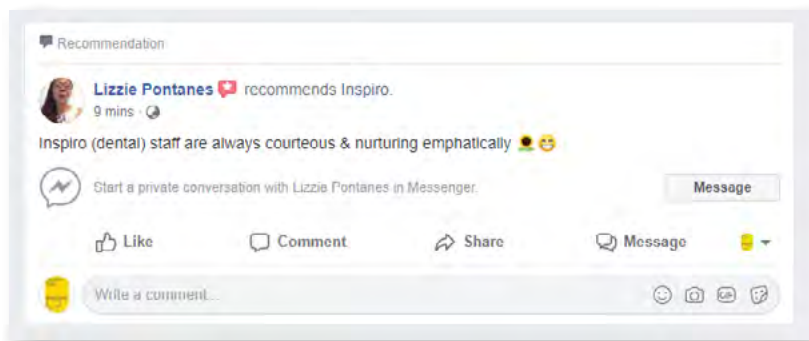 Recommendation
Lizzie Pontanes recommends Inspiro.
9 mins ·
Inspiro (dental) staff are always courteous & nurturing emphatically
Start a private conversation with Lizzie Pontanes in Messenger.
Message
Like Comment Share Message
Write a comment...
GIF